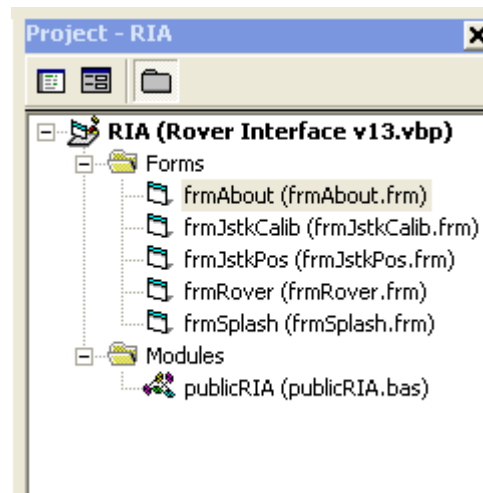 Project - RIA
RIA (Rover Interface v13.vbp)
Forms
frmAbout (frmAbout.frm)
frmJstkCalib (frmJstkCalib.frm)
frmJstkPos (frmJstkPos.frm)
frmRover (frmRover.frm)
frmSplash (frmSplash.frm)
Modules
publicRIA (publicRIA.bas)